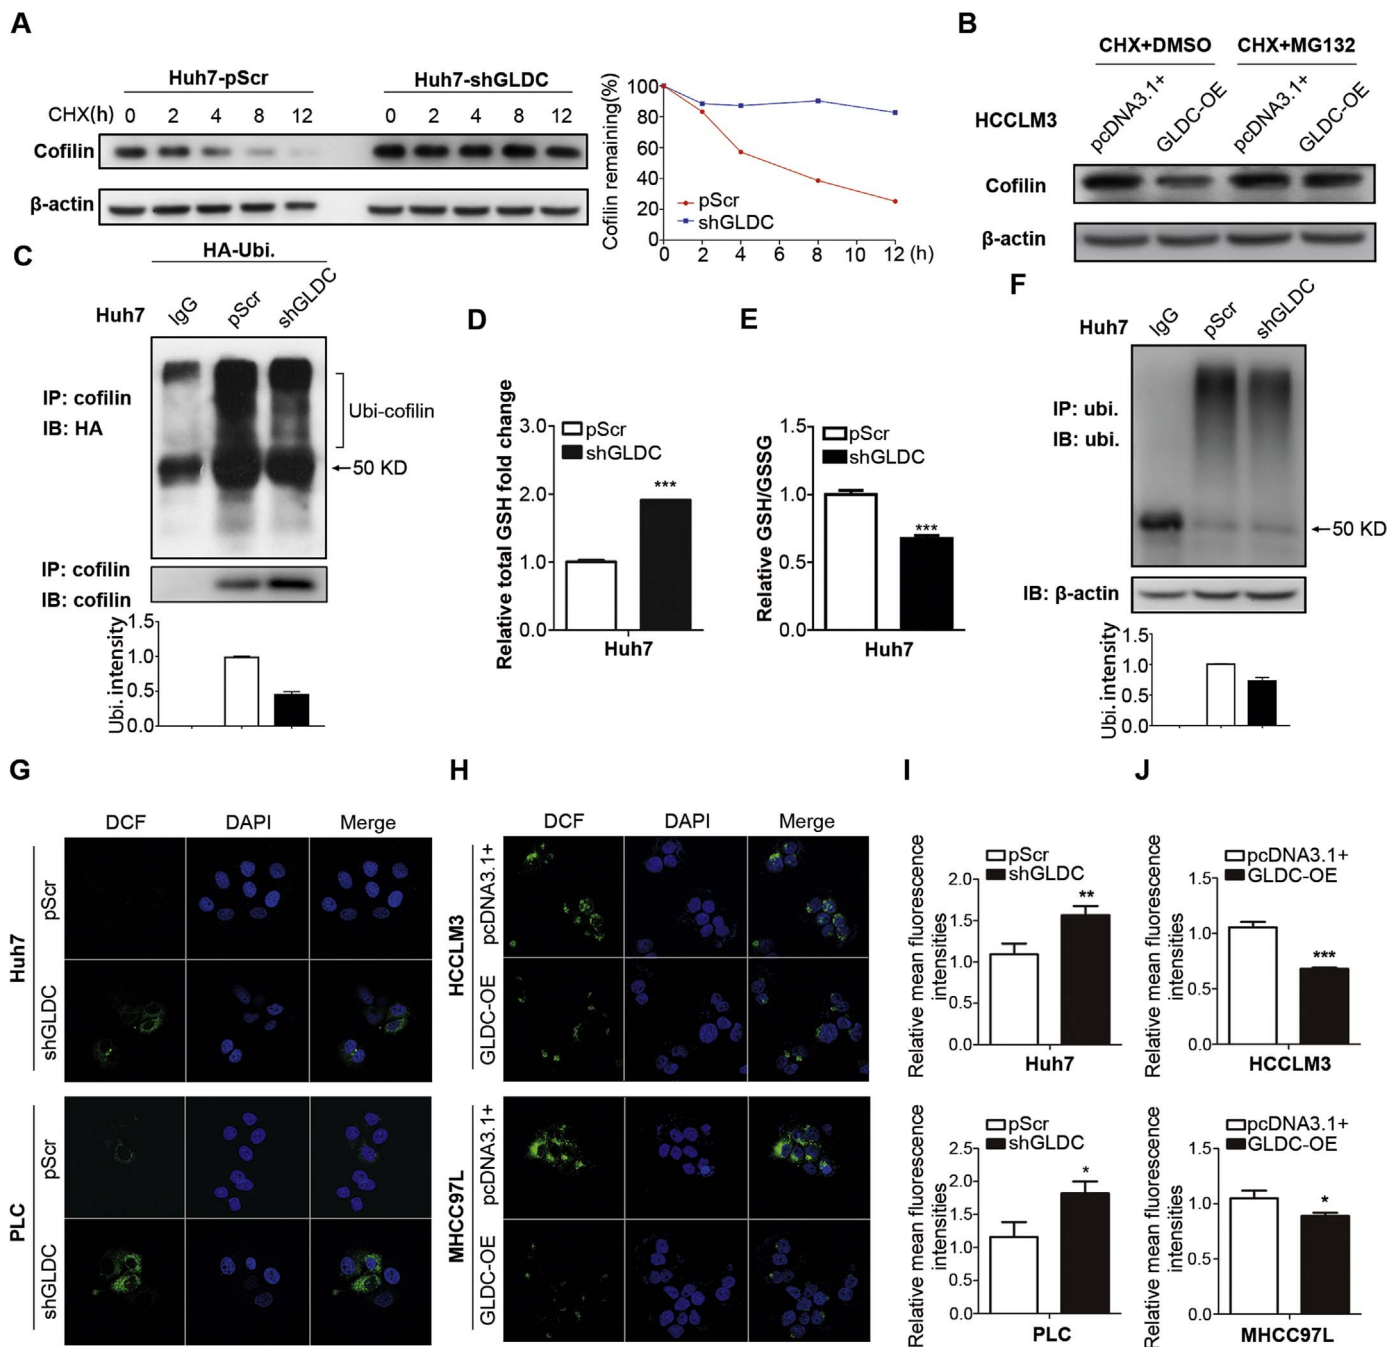 A
Huh7-pScr
Huh7-shGLDC
CHX(h)
0 2 4 8 12
0 2 4 8 12
Cofilin
β-actin
Cofilin remaining(%)
100
80
60
40
20
0
pScr
shGLDC
0 2 4 6 8 10 12 (h)
B
CHX+DMSO
CHX+MG132
HCCLM3
pcDNA3.1+
GLDC-OE
pcDNA3.1+
GLDC-OE
Cofilin
β-actin
C
HA-Ubi.
Huh7
IgG
pScr
shGLDC
IP: cofilin
IB: HA
Ubi-cofilin
←50 KD
IP: cofilin
IB: cofilin
Ubi. intensity
1.5
1.0
0.5
0.0
D
Relative total GSH fold change
3.0
2.0
1.0
0.0
pScr
shGLDC
***
Huh7
E
Relative GSH/GSSG
1.5
1.0
0.5
0.0
pScr
shGLDC
***
Huh7
F
Huh7
IgG
pScr
shGLDC
IP: ubi.
IB: ubi.
←50 KD
IB: β-actin
Ubi. intensity
1.5
1.0
0.5
0.0
G
DCF DAPI Merge
Huh7
pScr
shGLDC
PLC
pScr
shGLDC
H
DCF DAPI Merge
HCCLM3
pcDNA3.1+
GLDC-OE
MHCC97L
pcDNA3.1+
GLDC-OE
I
pScr
shGLDC
Relative mean fluorescence
intensities
2.0
1.5
1.0
0.5
0.0
**
Huh7
pScr
shGLDC
Relative mean fluorescence
intensities
2.5
2.0
1.5
1.0
0.5
0.0
*
PLC
J
pcDNA3.1+
GLDC-OE
Relative mean fluorescence
intensities
1.5
1.0
0.5
0.0
***
HCCLM3
pcDNA3.1+
GLDC-OE
Relative mean fluorescence
intensities
1.5
1.0
0.5
0.0
*
MHCC97L